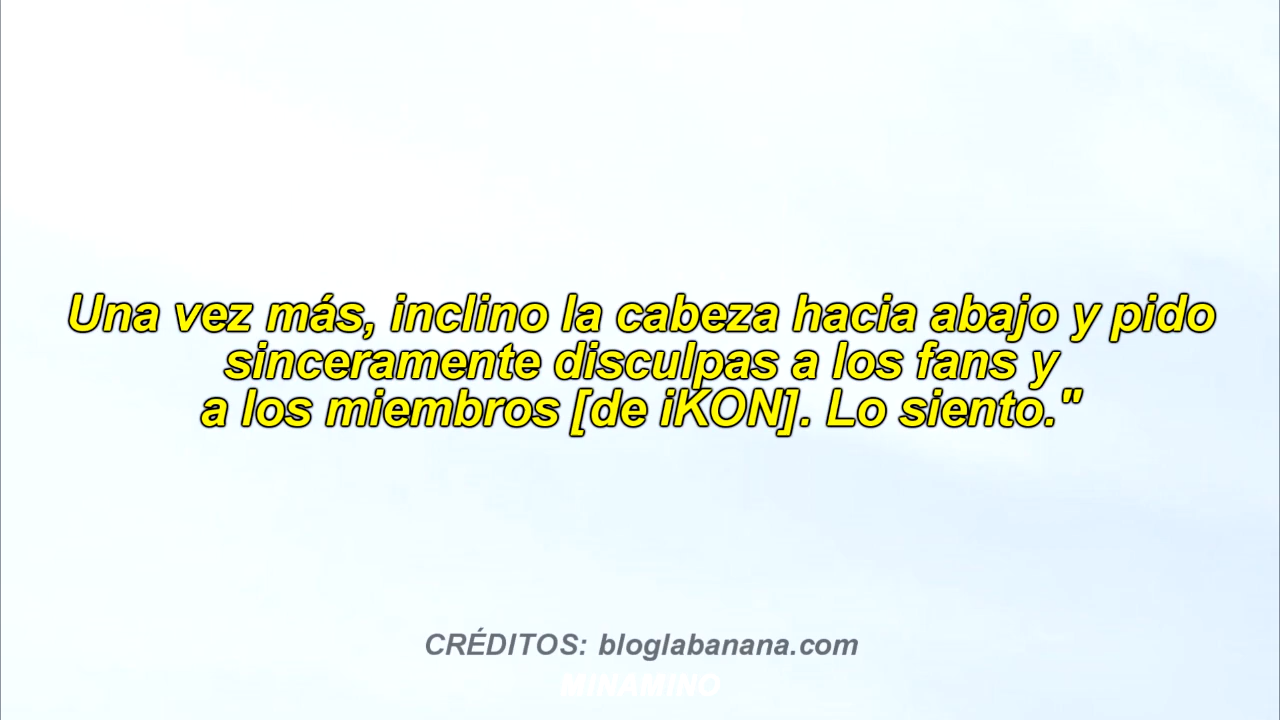 Una vez más, inclino la cabeza hacia abajo y pido
sinceramente disculpas a los fans y
a los miembros [de iKON]. Lo siento."
CRÉDITOS: bloglabanana.com
MINAMINO